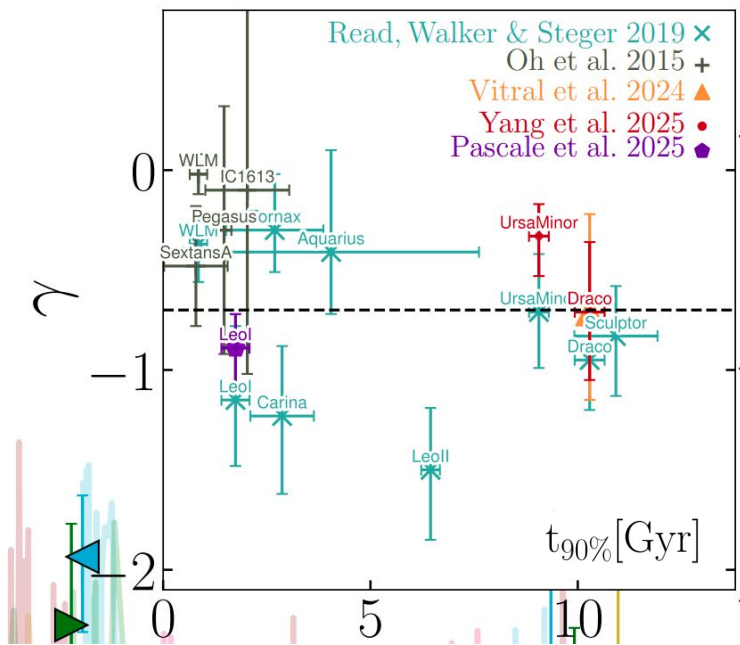 Read, Walker & Steger 2019
Oh et al. 2015
Vitral et al. 2024
Yang et al. 2025
Pascale et al. 2025
0
WLM
IC1613
Pegasus
ornax
WLM
Aquarius
SextansA
UrsaMinor
γ
UrsaMino
Draco
Sculptor
LeoI
Draco
−1
LeoI
Carina
LeoII
t90%[Gyr]
−2
0
5
10